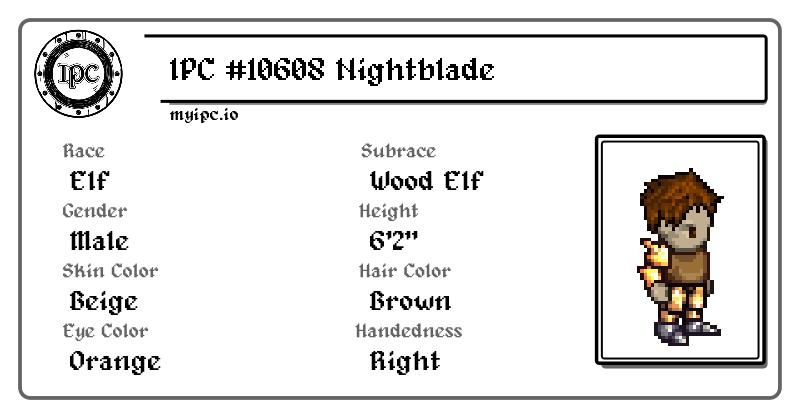 IPC
IPC #10608 Nightblade
myipc.io
Race
Elf
Subrace
Wood Elf
Gender
Male
Height
6'2"
Skin Color
Beige
Hair Color
Brown
Eye Color
Orange
Handedness
Right